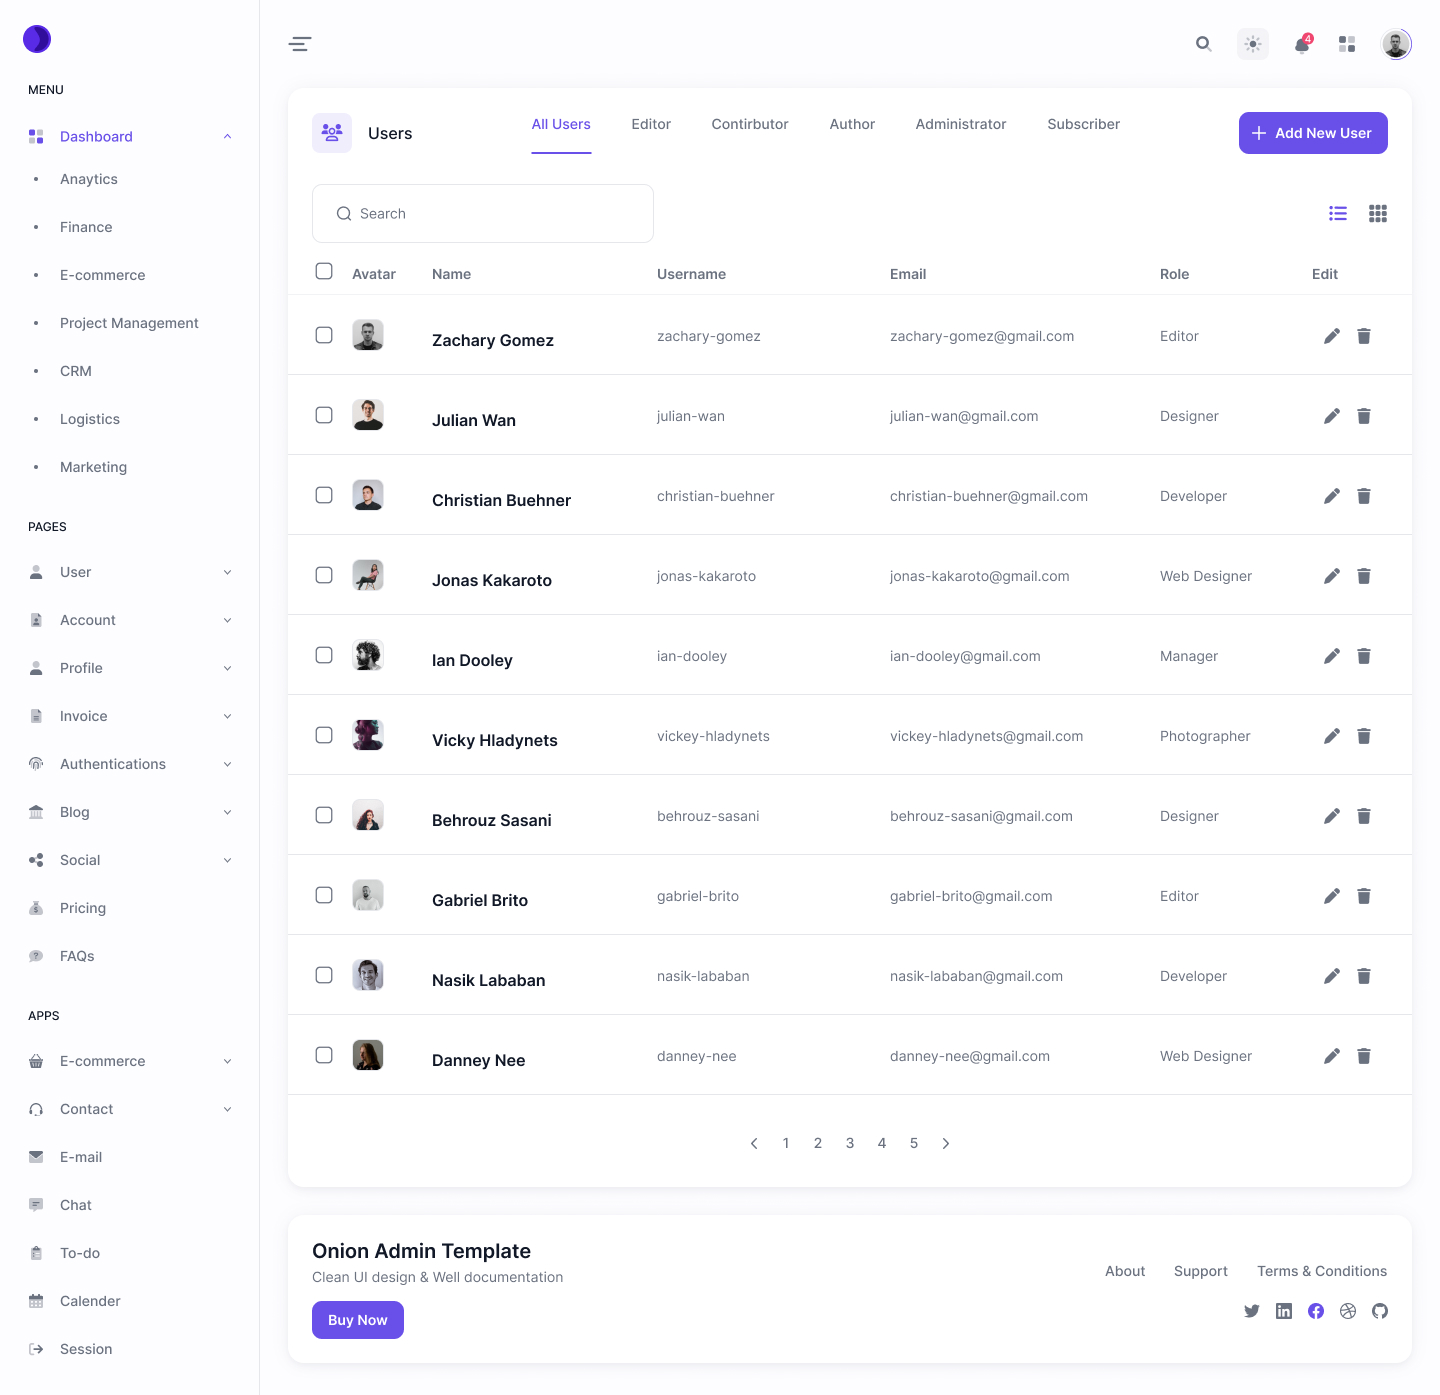 MENU
Dashboard
Anaytics
Finance
E-commerce
Project Management
CRM
Logistics
Marketing
PAGES
User
Account
Profile
Invoice
Authentications
Blog
Social
Pricing
FAQs
APPS
E-commerce
Contact
E-mail
Chat
To-do
Calender
Session
4
Users
All Users Editor Contirbutor Author Administrator Subscriber
Add New User
Search
Avatar Name Username Email Role Edit
Zachary Gomez zachary-gomez zachary-gomez@gmail.com Editor
Julian Wan julian-wan julian-wan@gmail.com Designer
Christian Buehner christian-buehner christian-buehner@gmail.com Developer
Jonas Kakaroto jonas-kakaroto jonas-kakaroto@gmail.com Web Designer
Ian Dooley ian-dooley ian-dooley@gmail.com Manager
Vicky Hladynets vickey-hladynets vickey-hladynets@gmail.com Photographer
Behrouz Sasani behrouz-sasani behrouz-sasani@gmail.com Designer
Gabriel Brito gabriel-brito gabriel-brito@gmail.com Editor
Nasik Lababan nasik-lababan nasik-lababan@gmail.com Developer
Danney Nee danney-nee danney-nee@gmail.com Web Designer
1 2 3 4 5
Onion Admin Template
Clean UI design & Well documentation
Buy Now
About Support Terms & Conditions